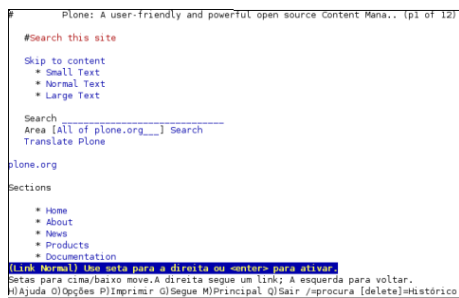 #        Plone: A user-friendly and powerful open source Content Mana.. (p1 of 12)
#Search this site
Skip to content
* Small Text
* Normal Text
* Large Text
Search ______________________________
Area [All of plone.org___] Search
Translate Plone
plone.org
Sections
* Home
* About
* News
* Products
* Documentation
(Link Normal) Use seta para a direita ou <enter> para ativar.
Setas para cima/baixo move.A direita segue um link; A esquerda para voltar.
H)Ajuda O)Opções P)Imprimir G)Segue M)Principal Q)Sair /=procura [delete]=Histórico